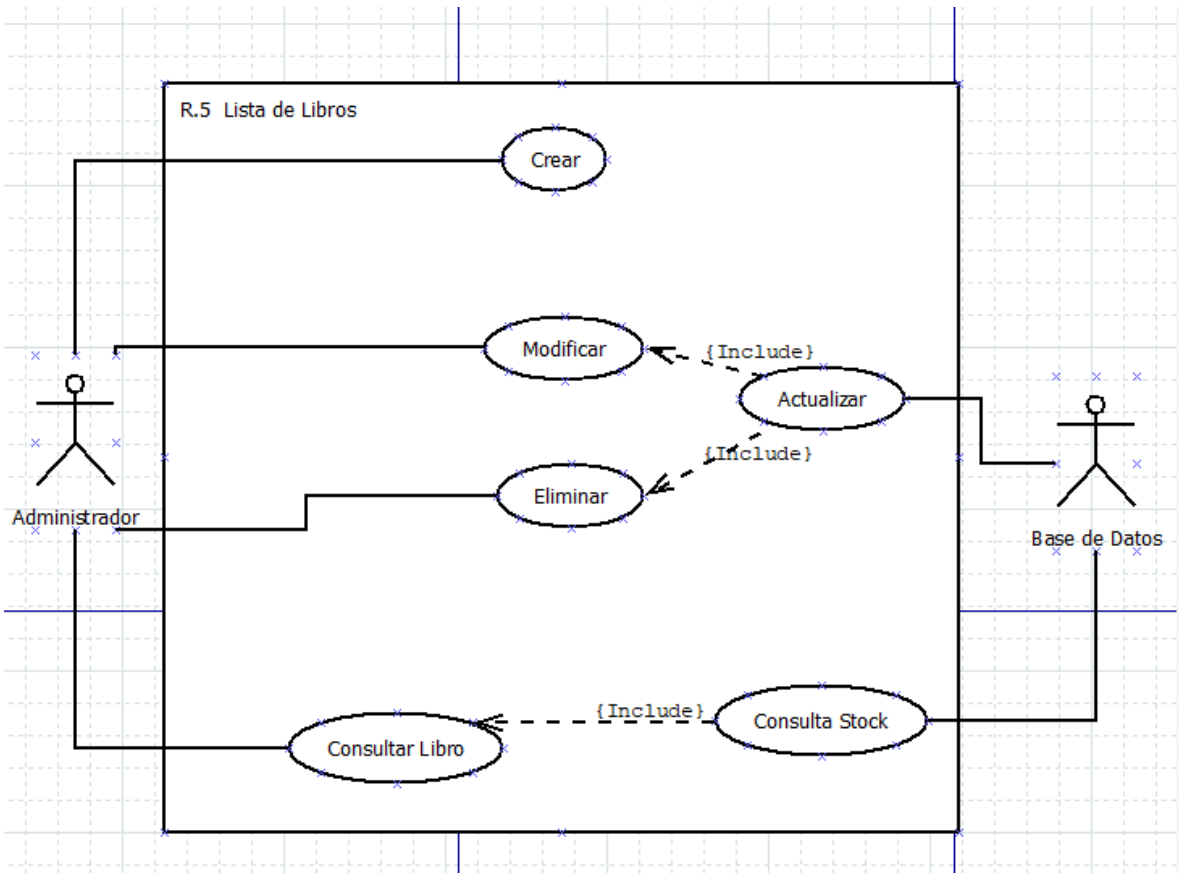 R.5 Lista de Libros
Crear
Modificar
{Include}
Actualizar
{Include}
Eliminar
Administrador
Base de Datos
{Include}
Consulta Stock
Consultar Libro